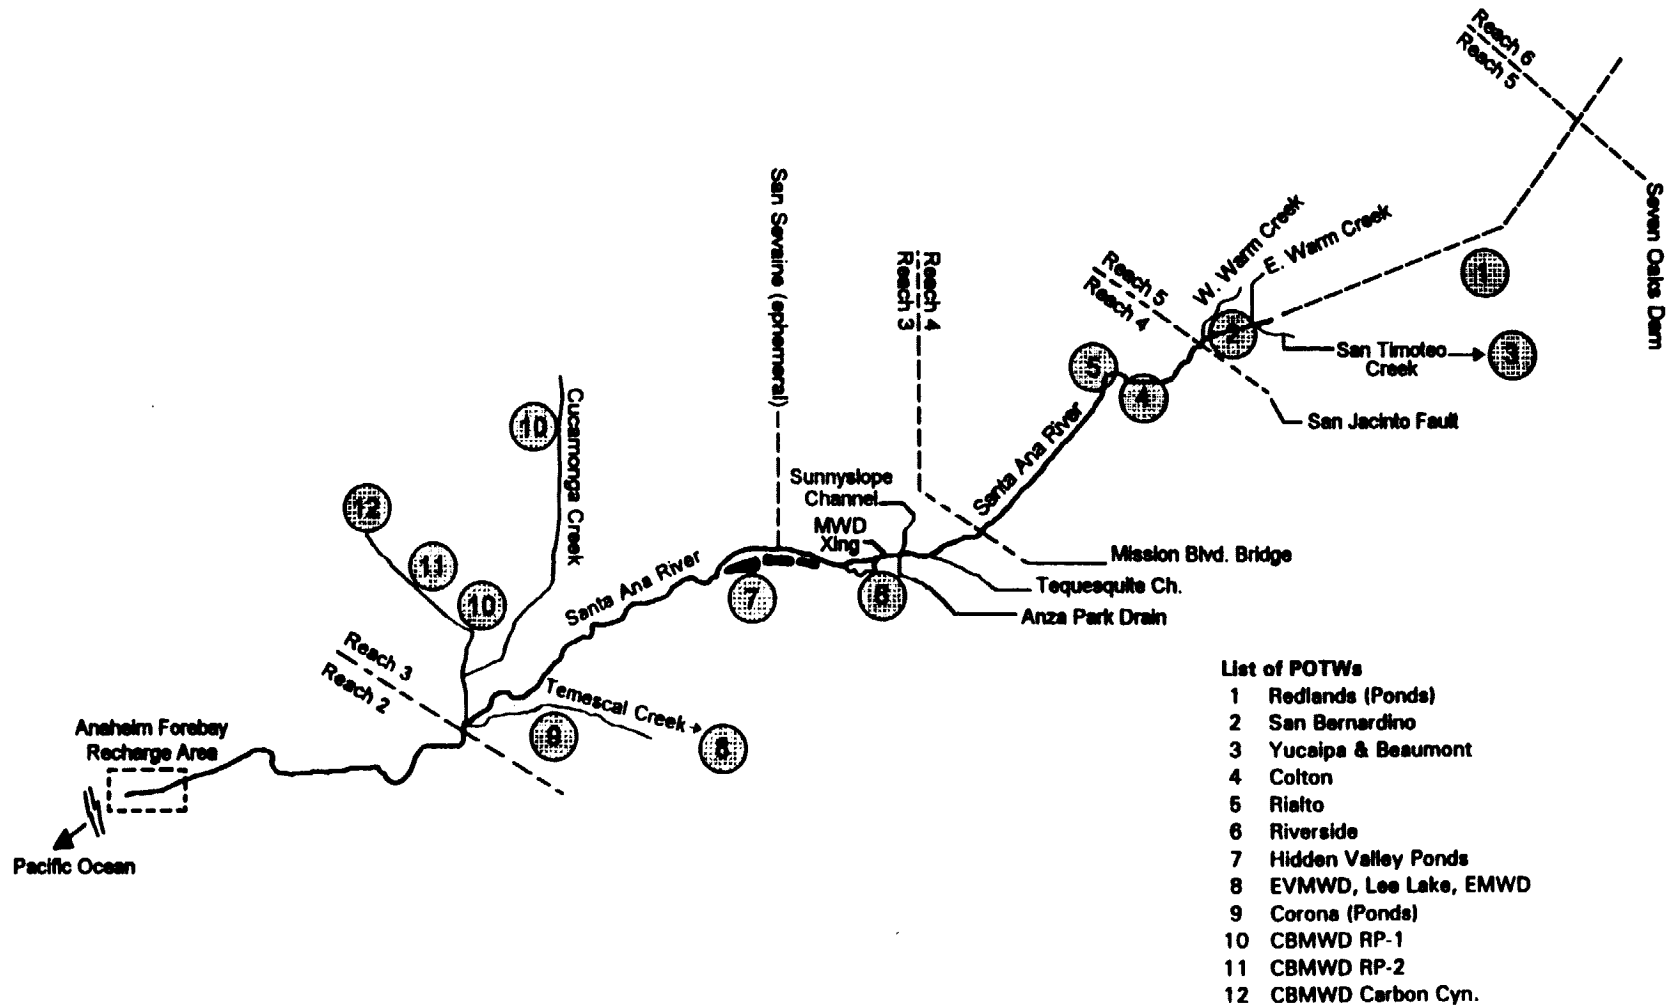 Reach 6
Reach 5
Seven Oaks Dam
San Sevaine (ephemeral)
Reach 4
Reach 3
Reach 5
Reach 4
W. Warm Creek
E. Warm Creek
1
2
San Timoteo
Creek
3
5
4
San Jacinto Fault
Santa Ana River
10
Cucamonga Creek
12
11
10
Sunnyslope
Channel
MWD
Xing
Mission Blvd. Bridge
Tequesquite Ch.
Anza Park Drain
7
Santa Ana River
Reach 3
Reach 2
Temescal Creek
9
Anaheim Forebay
Recharge Area
Pacific Ocean
List of POTWs
1 Redlands (Ponds)
2 San Bernardino
3 Yucaipa & Beaumont
4 Colton
5 Rialto
6 Riverside
7 Hidden Valley Ponds
8 EVMWD, Lee Lake, EMWD
9 Corona (Ponds)
10 CBMWD RP-1
11 CBMWD RP-2
12 CBMWD Carbon Cyn.